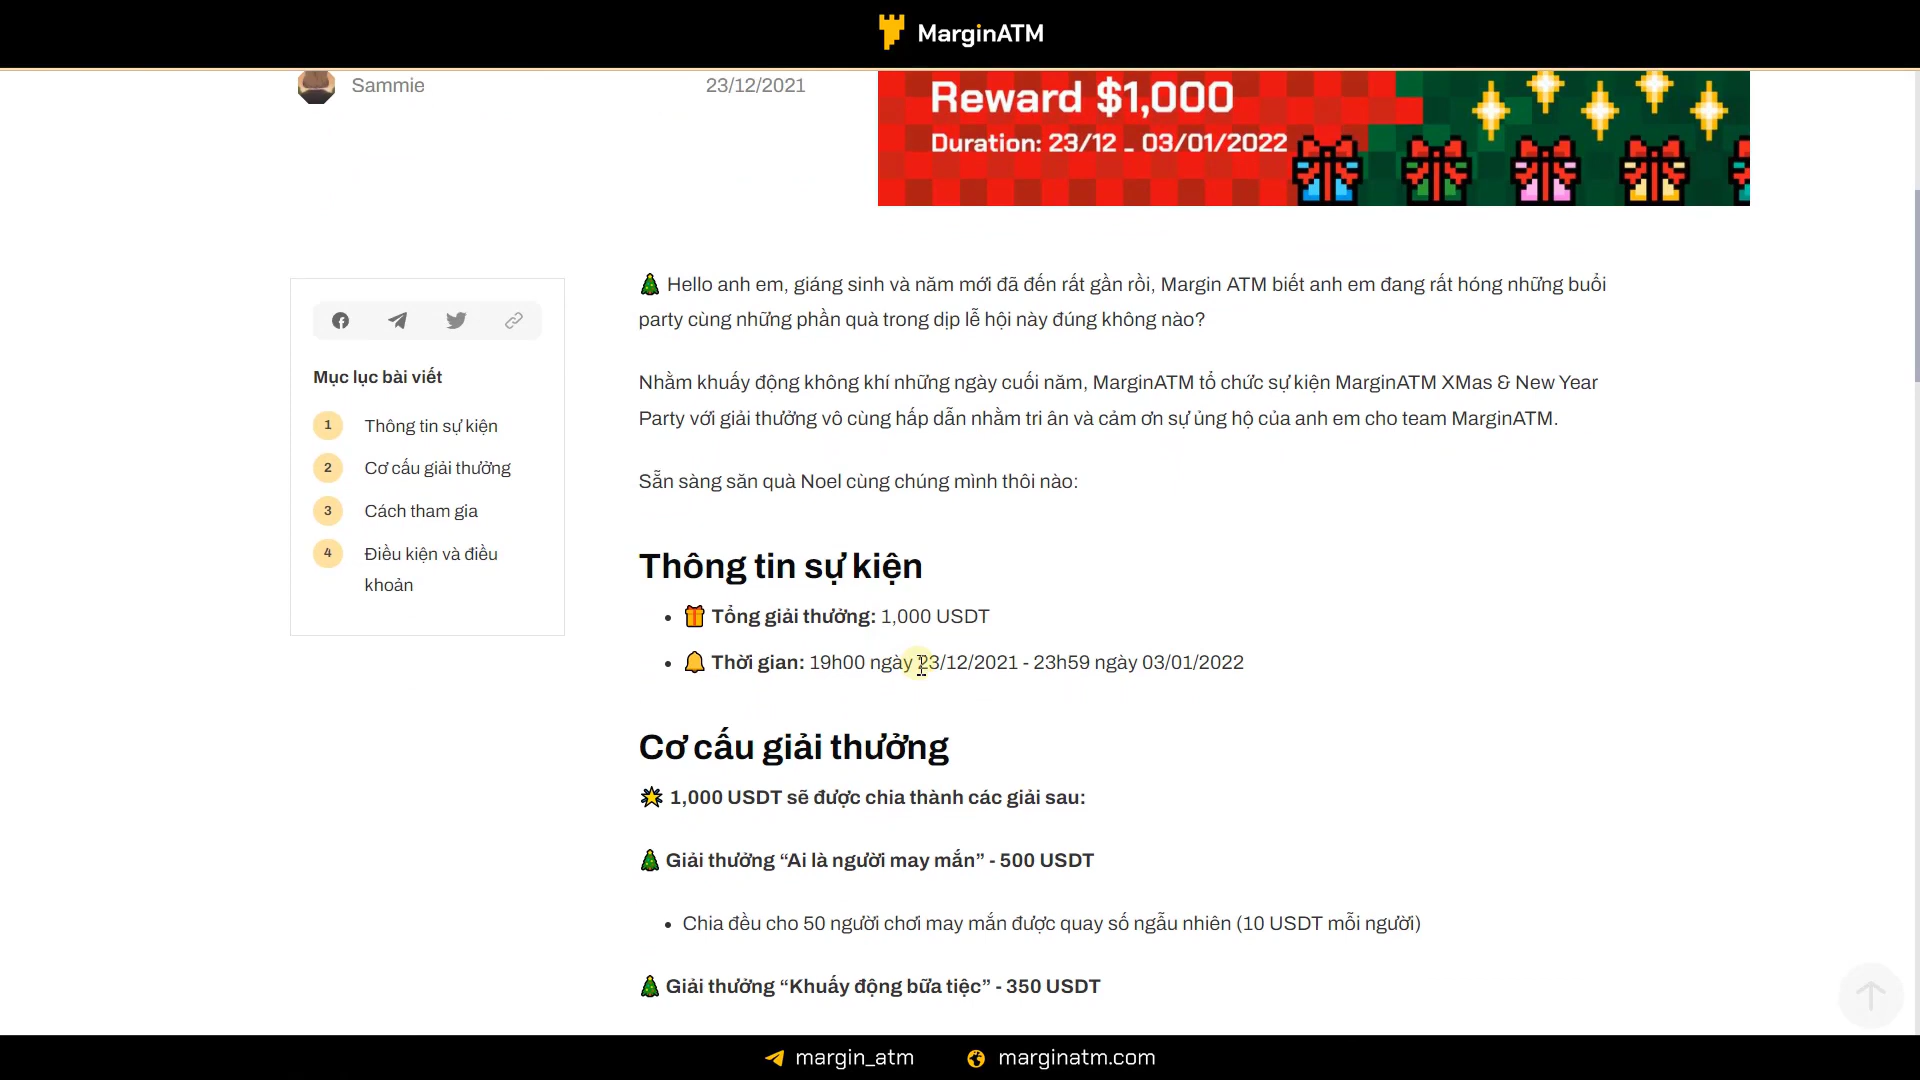 MarginATM
Sammie
23/12/2021
Reward $1,000
Duration: 23/12 _ 03/01/2022
🎄 Hello anh em, giáng sinh và năm mới đã đến rất gần rồi, Margin ATM biết anh em đang rất hóng những buổi
party cùng những phần quà trong dịp lễ hội này đúng không nào?
Nhằm khuấy động không khí những ngày cuối năm, MarginATM tổ chức sự kiện MarginATM XMas & New Year
Party với giải thưởng vô cùng hấp dẫn nhằm tri ân và cảm ơn sự ủng hộ của anh em cho team MarginATM.
Sẵn sàng săn quà Noel cùng chúng mình thôi nào:
Mục lục bài viết
1 Thông tin sự kiện
2 Cơ cấu giải thưởng
3 Cách tham gia
4 Điều kiện và điều
khoản
Thông tin sự kiện
• 🎁 Tổng giải thưởng: 1,000 USDT
• 🔔 Thời gian: 19h00 ngày 23/12/2021 - 23h59 ngày 03/01/2022
Cơ cấu giải thưởng
🌟 1,000 USDT sẽ được chia thành các giải sau:
🎄 Giải thưởng “Ai là người may mắn” - 500 USDT
• Chia đều cho 50 người chơi may mắn được quay số ngẫu nhiên (10 USDT mỗi người)
🎄 Giải thưởng “Khuấy động bữa tiệc” - 350 USDT
margin_atm
marginatm.com